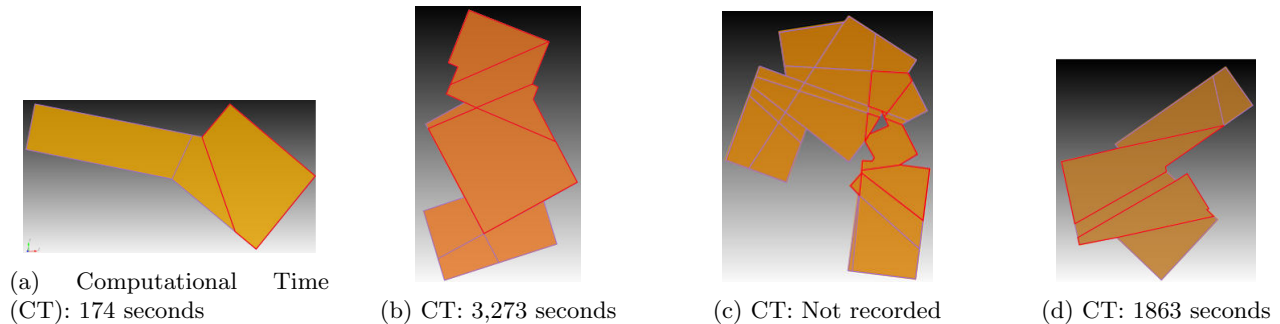 (a) Computational Time
(CT): 174 seconds
(b) CT: 3,273 seconds
(c) CT: Not recorded
(d) CT: 1863 seconds